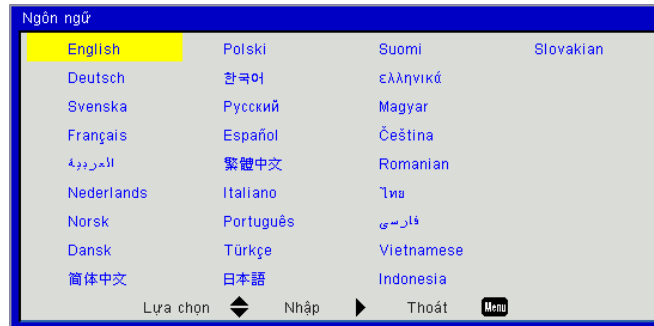 Ngôn ngữ
English Polski Suomi Slovakian
Deutsch 한국어 ελληνικά
Svenska Русский Magyar
Français Español Čeština
العربية 繁體中文 Romanian
Nederlands Italiano ไทย
Norsk Português فارسی
Dansk Türkçe Vietnamese
简体中文 日本語 Indonesia
Lựa chọn Nhập Thoát Menu